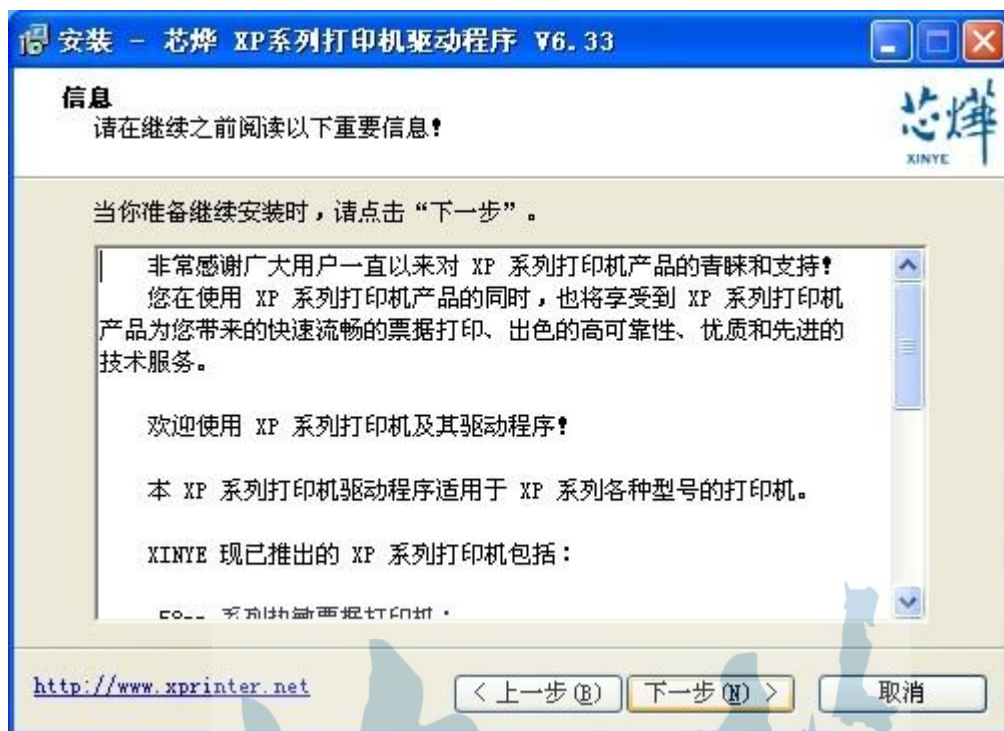 安装 - 芯烨 XP系列打印机驱动程序 V6.33
信息
请在继续之前阅读以下重要信息!
芯烨
XINYE
当你准备继续安装时，请点击“下一步”。
非常感谢广大用户一直以来对 XP 系列打印机产品的青睐和支持!
您在使用 XP 系列打印机产品的同时，也将享受到 XP 系列打印机
产品为您带来的快速流畅的票据打印、出色的高可靠性、优质和先进的
技术服务。
欢迎使用 XP 系列打印机及其驱动程序!
本 XP 系列打印机驱动程序适用于 XP 系列各种型号的打印机。
XINYE 现已推出的 XP 系列打印机包括：
系列热敏票据打印机：
http://www.xprinter.net
< 上一步(B)
下一步(N) >
取消